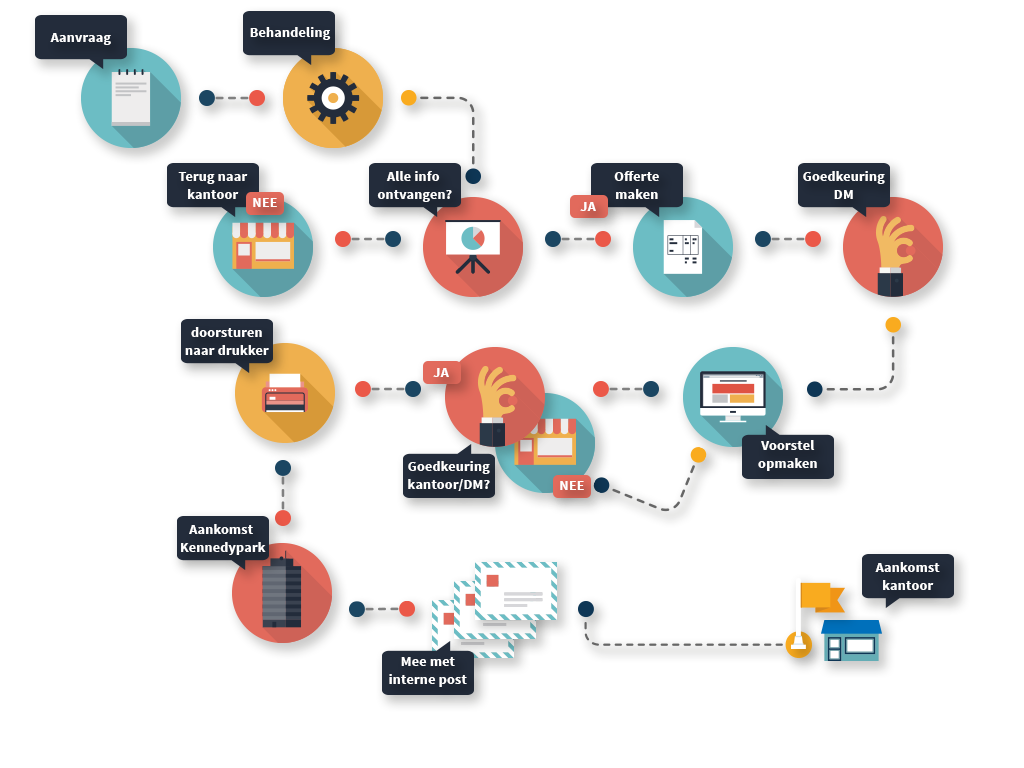 Aanvraag
Behandeling
Terug naar
kantoor
NEE
Alle info
ontvangen?
JA
Offerte
maken
Goedkeuring
DM
doorsturen
naar drukker
JA
Goedkeuring
kantoor/DM?
NEE
Voorstel
opmaken
Aankomst
Kennedypark
Mee met
interne post
Aankomst
kantoor